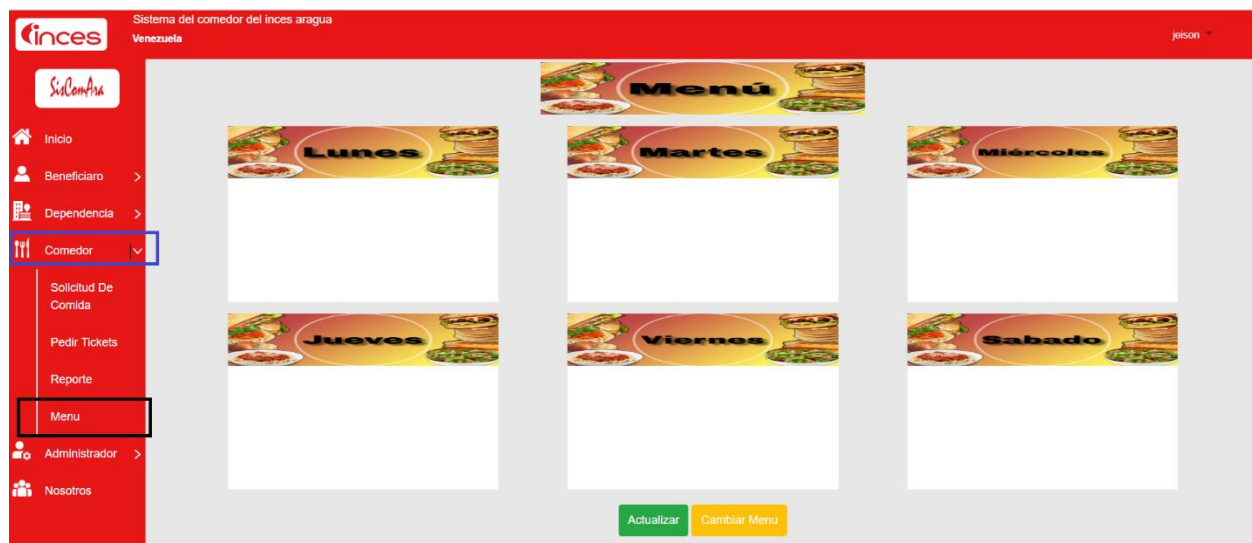 inces
Sistema del comedor del inces aragua
Venezuela
jeison
SisComAra
Inicio
Beneficiaro
Dependencia
Comedor
Solicitud De
Comida
Pedir Tickets
Reporte
Menu
Administrador
Nosotros
Menú
Lunes
Martes
Miércoles
Jueves
Viernes
Sabado
Actualizar
Cambiar Menu